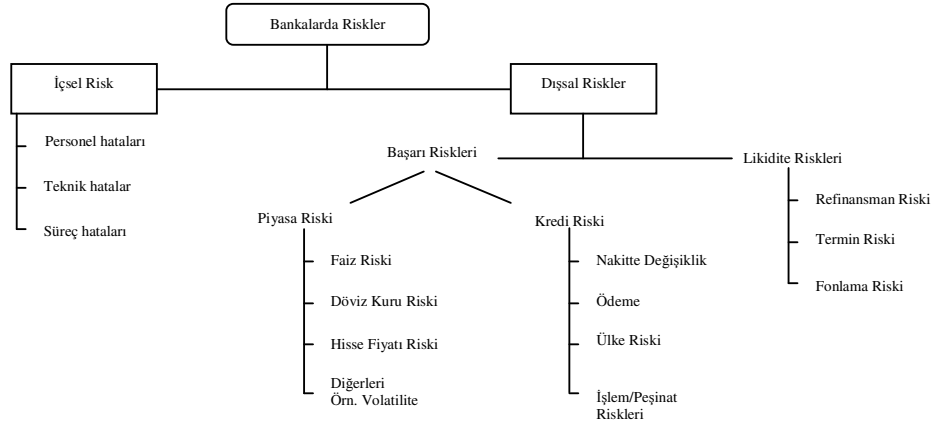 Bankalarda Riskler
İçsel Risk
Dışsal Riskler
Personel hataları
Teknik hatalar
Süreç hataları
Başarı Riskleri
Likidite Riskleri
Piyasa Riski
Faiz Riski
Döviz Kuru Riski
Hisse Fiyatı Riski
Diğerleri
Örn. Volatilite
Kredi Riski
Nakitte Değişiklik
Ödeme
Ülke Riski
İşlem/Peşinat
Riskleri
Refinansman Riski
Termin Riski
Fonlama Riski